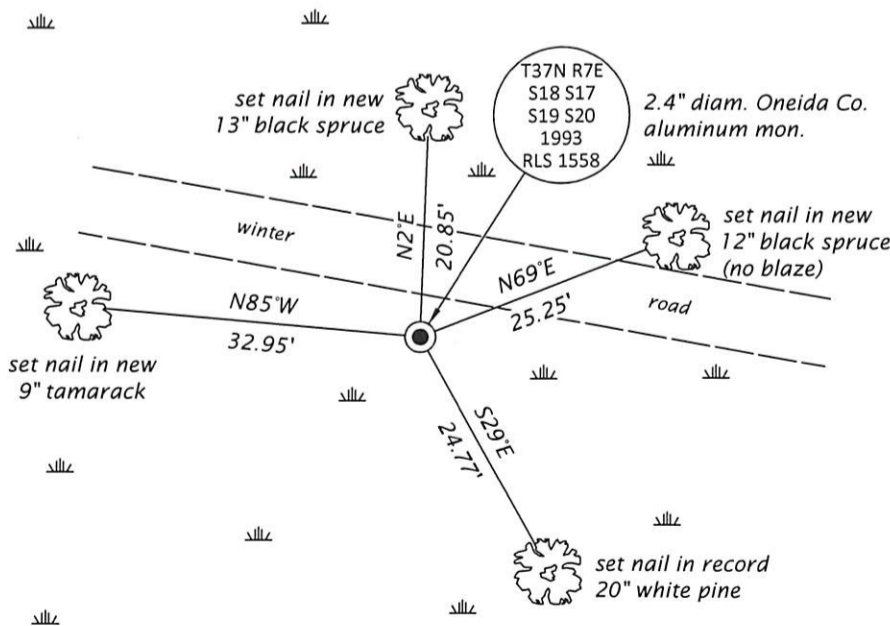 set nail in new
13" black spruce
T37N R7E
S18 S17
S19 S20
1993
RLS 1558
2.4" diam. Oneida Co.
aluminum mon.
set nail in new
12" black spruce
(no blaze)
winter
road
N2°E
20.85'
N69°E
25.25'
N85°W
32.95'
set nail in new
9" tamarack
S29°E
24.77'
set nail in record
20" white pine